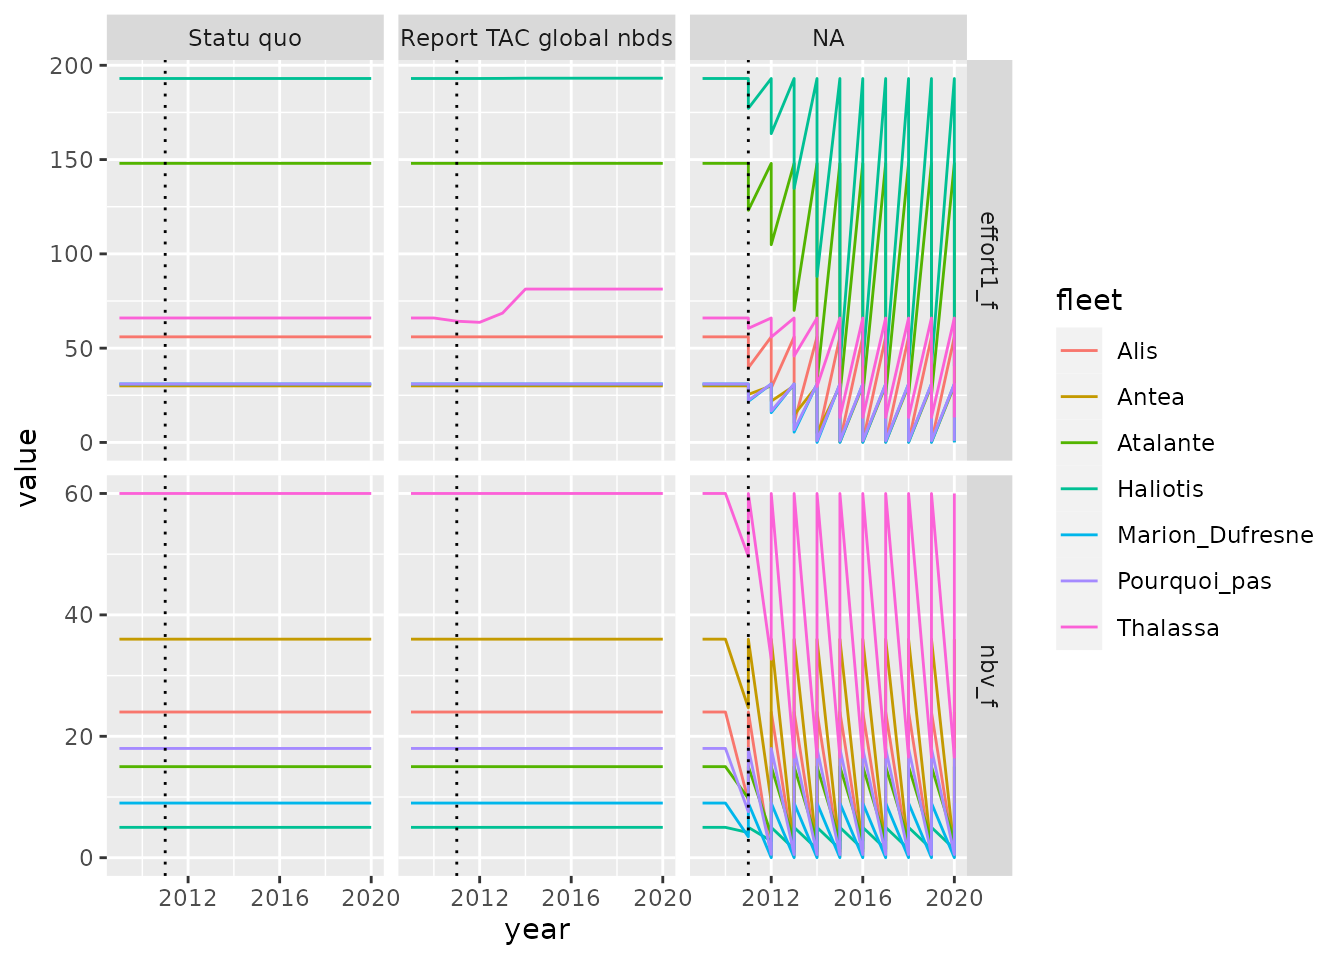 Statu quo
Report TAC global nbds
NA
200
150
100
50
0
effort1_f
60
40
20
0
nbv_f
value
2012 2016 2020
2012 2016 2020
2012 2016 2020
year
fleet
Alis
Antea
Atalante
Haliotis
Marion_Dufresne
Pourquoi_pas
Thalassa